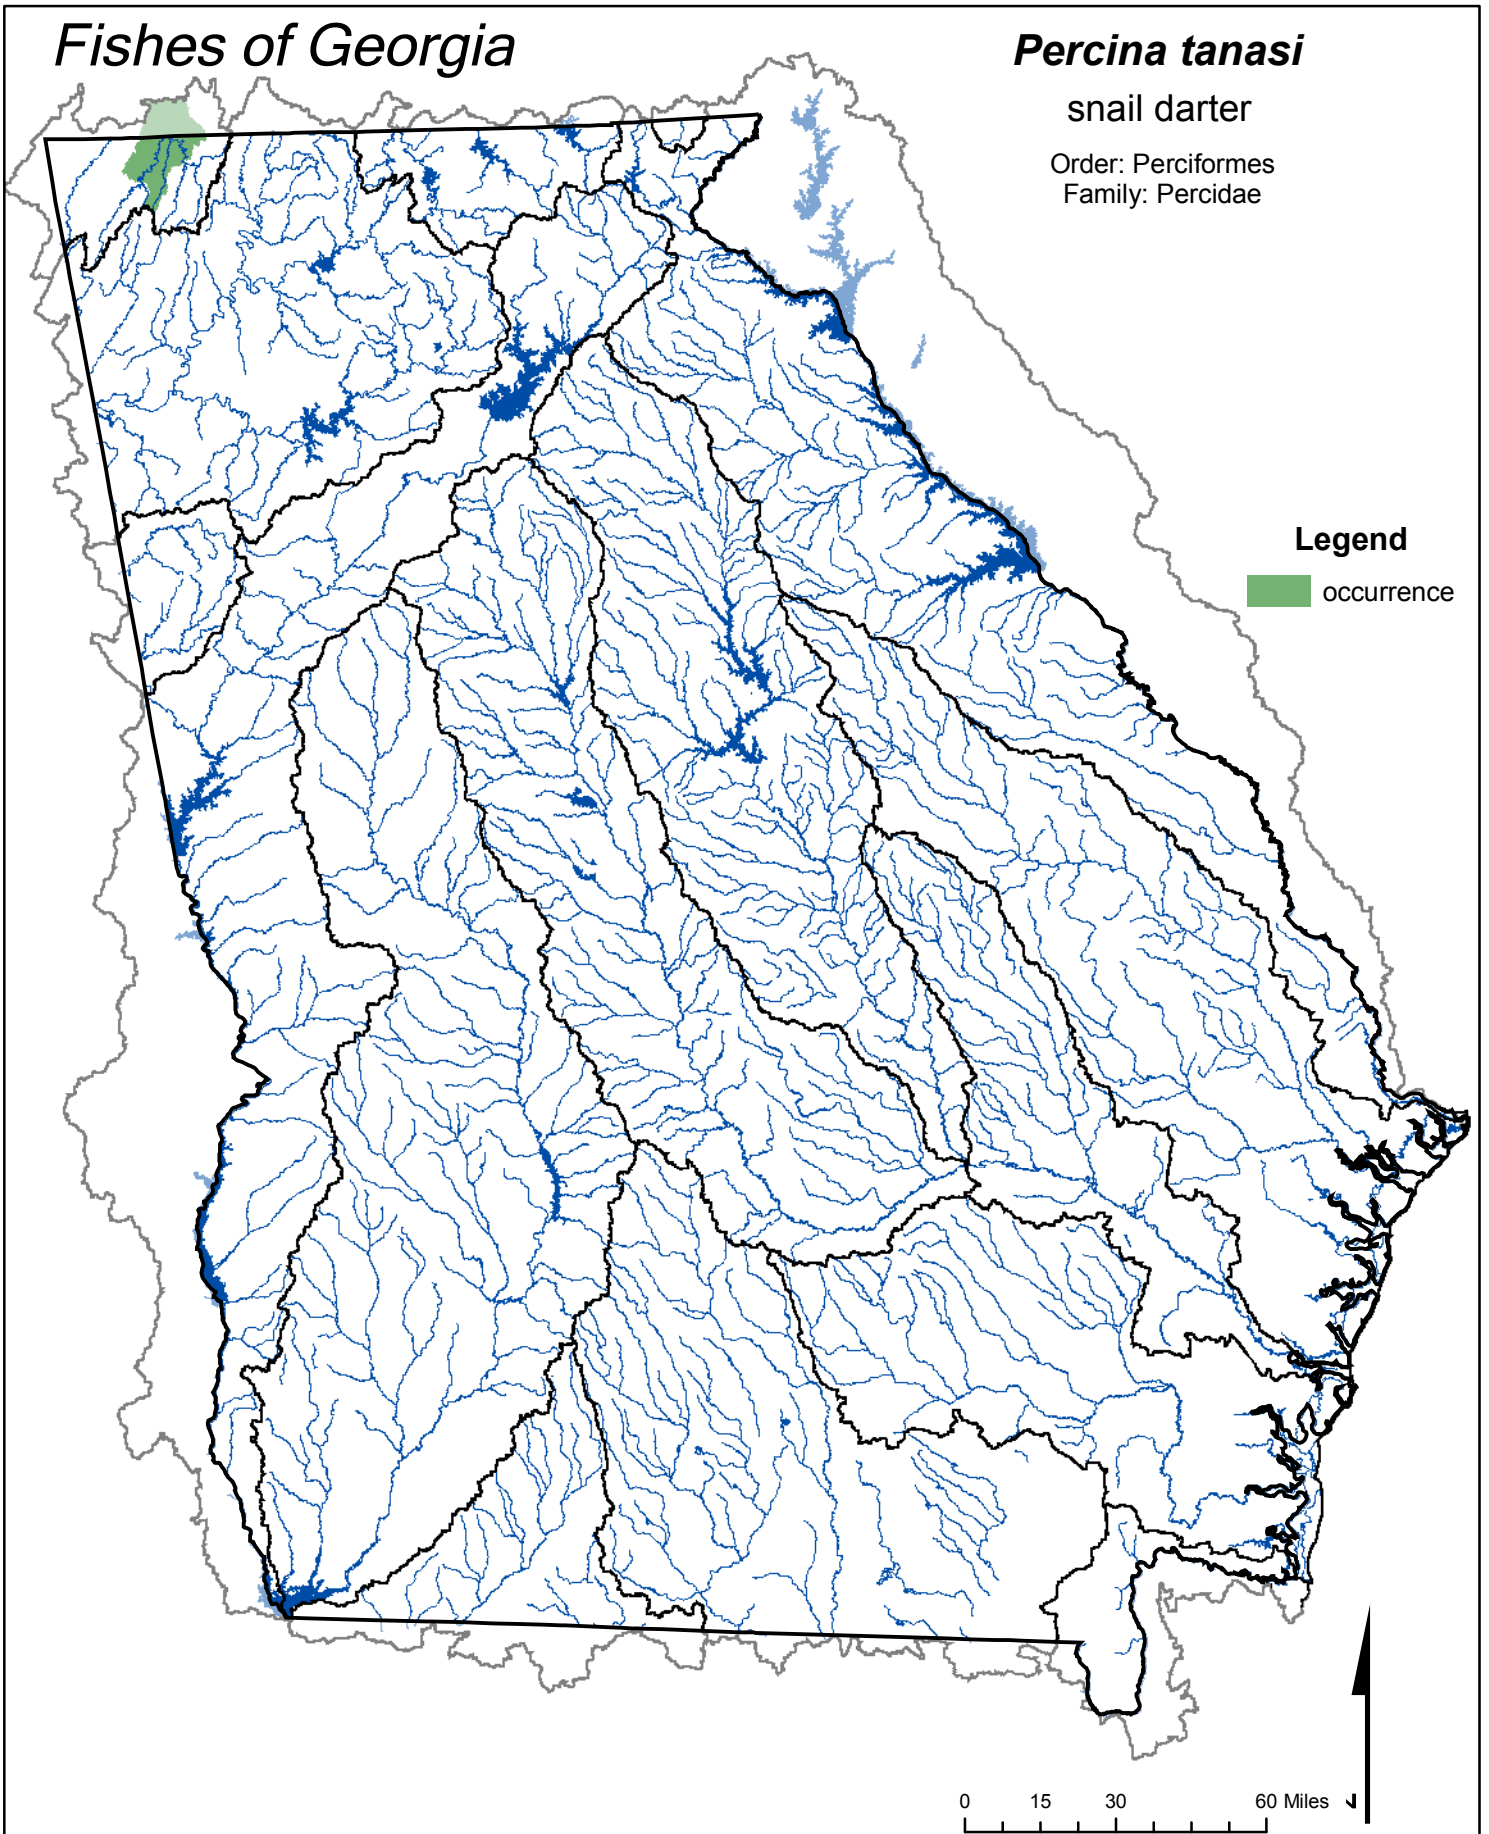 Fishes of Georgia
Percina tanasi
snail darter
Order: Perciformes
Family: Percidae
Legend
occurrence
0 15 30 60 Miles